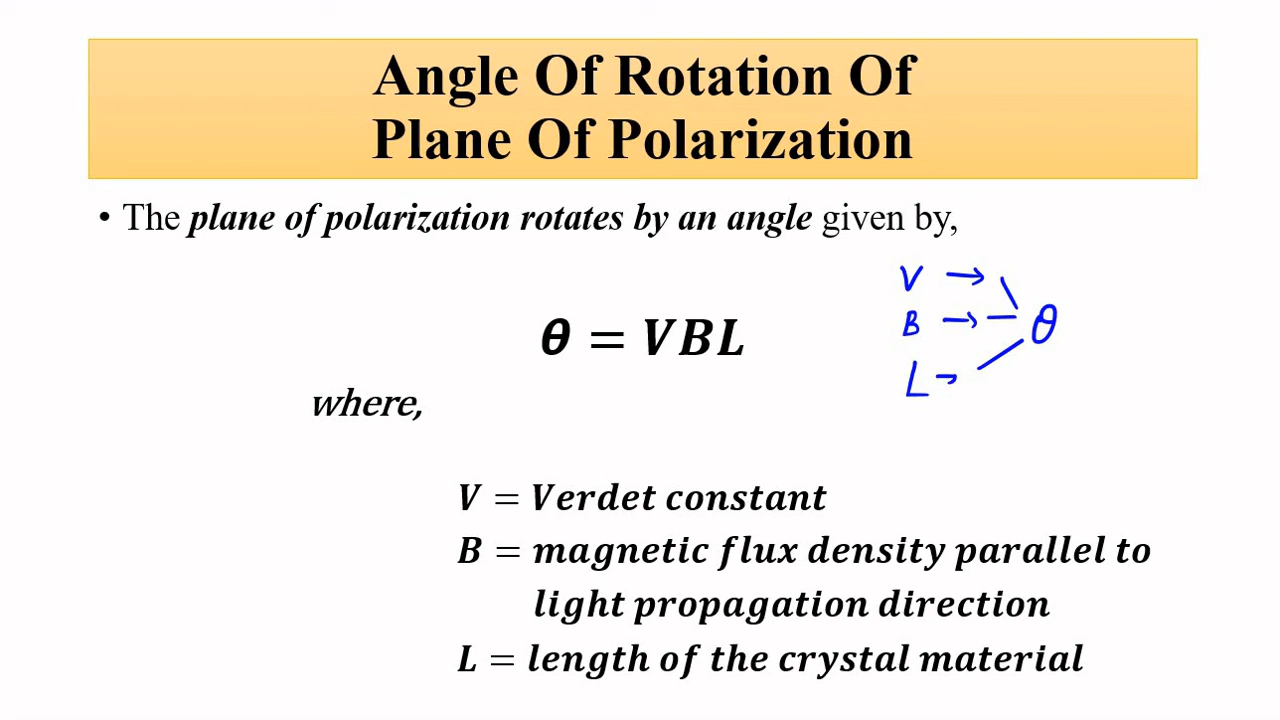 Angle Of Rotation Of
Plane Of Polarization
• The plane of polarization rotates by an angle given by,
V →
B →
L →
θ
θ = VBL
where,
V = Verdet constant
B = magnetic flux density parallel to
light propagation direction
L = length of the crystal material